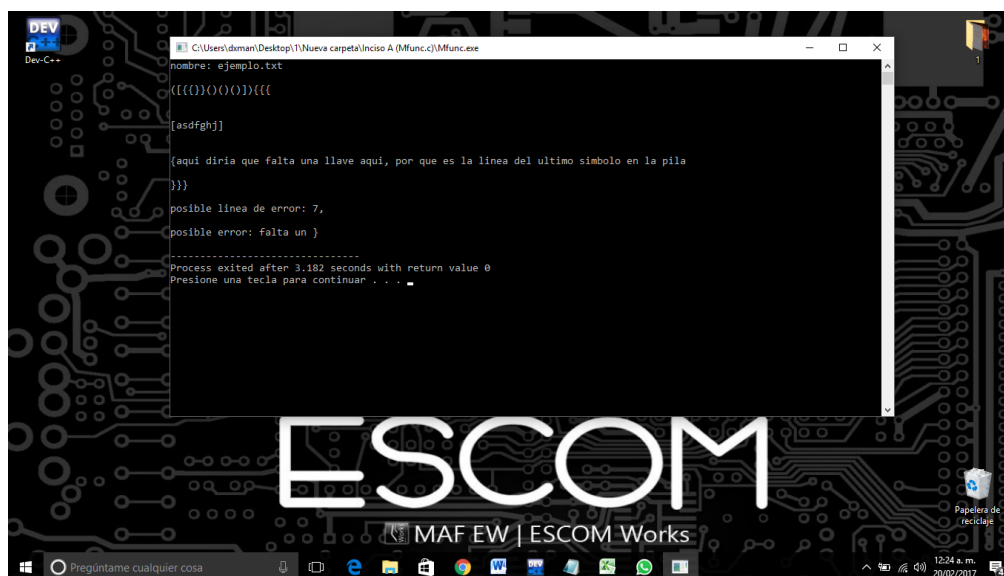 DEV
Dev-C++
1
C:\Users\dxman\Desktop\1\Nueva carpeta\Inciso A (Mfunc.c)\Mfunc.exe
nombre: ejemplo.txt
([{{}}()()()]){{{
[asdfghj]
{aqui diria que falta una llave aqui, por que es la linea del ultimo simbolo en la pila
}}}
posible linea de error: 7,
posible error: falta un }
--------------------------------
Process exited after 3.182 seconds with return value 0
Presione una tecla para continuar . . .
ESCOM
MAF EW | ESCOM Works
Papelera de
reciclaje
Pregúntame cualquier cosa
12:24 a. m.
20/02/2017